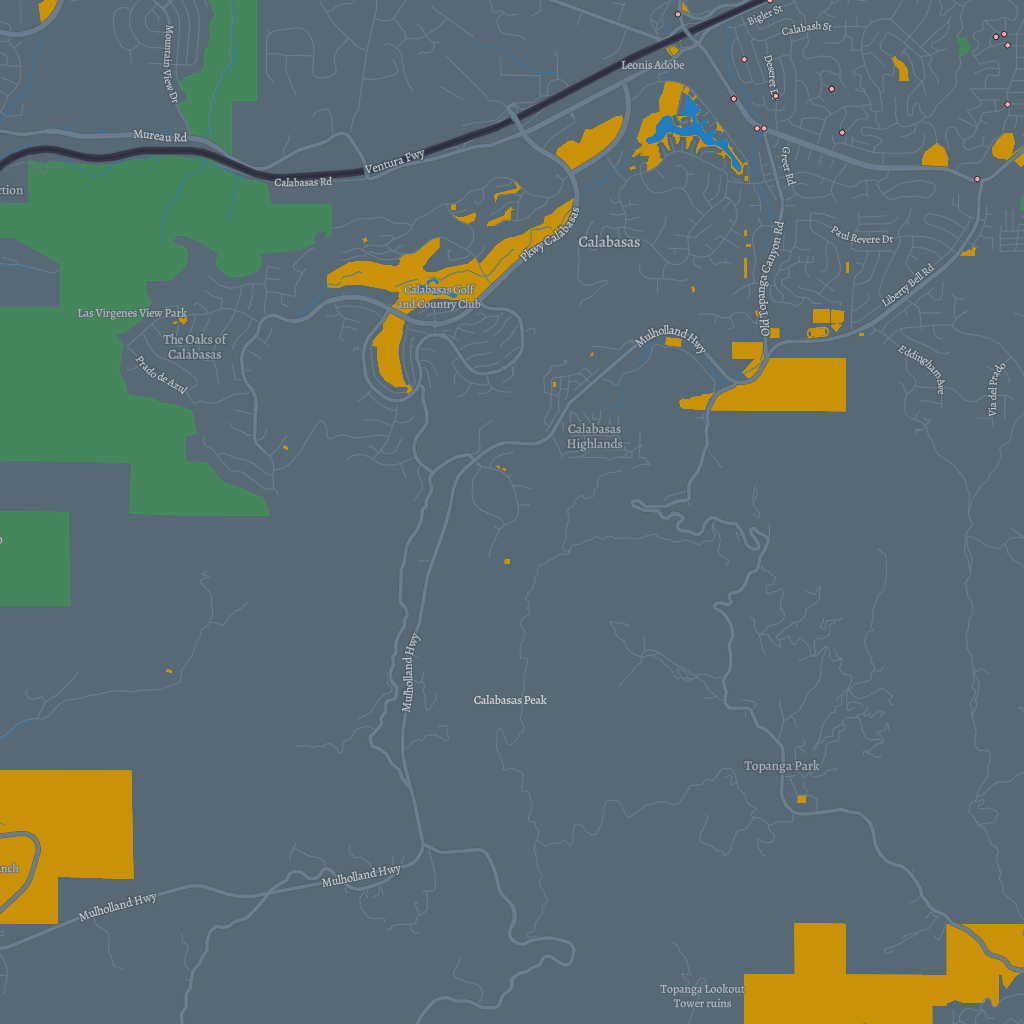 Bigler St
Calabash St
Mountain View Dr
Leonis Adobe
Deseret D
Mureau Rd
Ventura Fwy
Calabasas Rd
ction
Greer Rd
Pkwy Calabasas
Calabasas
Paul Revere Dr
Old Topanga Canyon Rd
Liberty Bell Rd
Calabasas Golf
and Country Club
Las Virgenes View Park
The Oaks of
Calabasas
Mulholland Hwy
Prado de Azul
Eddingham Ave
Via del Prado
Calabasas
Highlands
Mulholland Hwy
Calabasas Peak
Topanga Park
nch
Mulholland Hwy
Mulholland Hwy
Topanga Lookout
Tower ruins